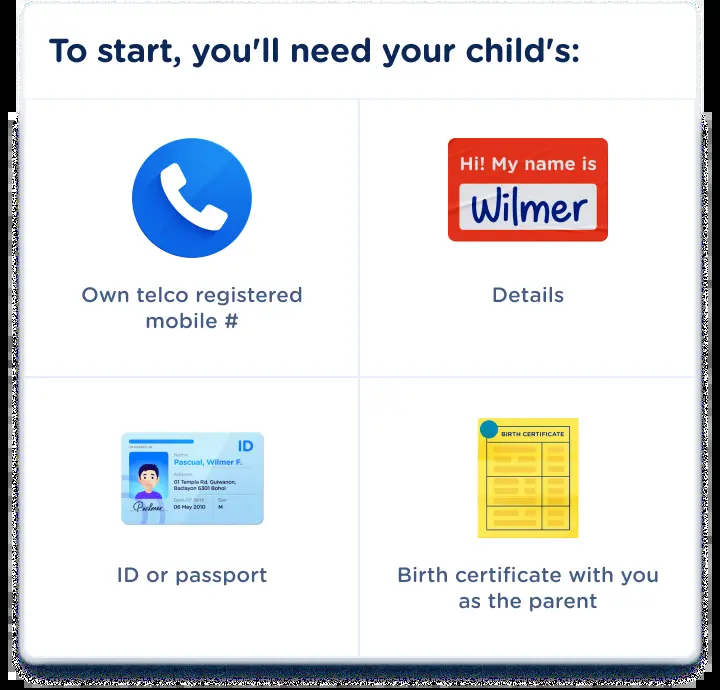 To start, you'll need your child's:
Hi! My name is
Wilmer
Own telco registered
mobile #
Details
ID
Name
Pascual, Wilmer F.
Address
01 Templa Rd. Guiwanon,
Baclayon 6301 Bohol
Date Of Birth
Sex
06 May 2010
M
BIRTH CERTIFICATE
ID or passport
Birth certificate with you
as the parent